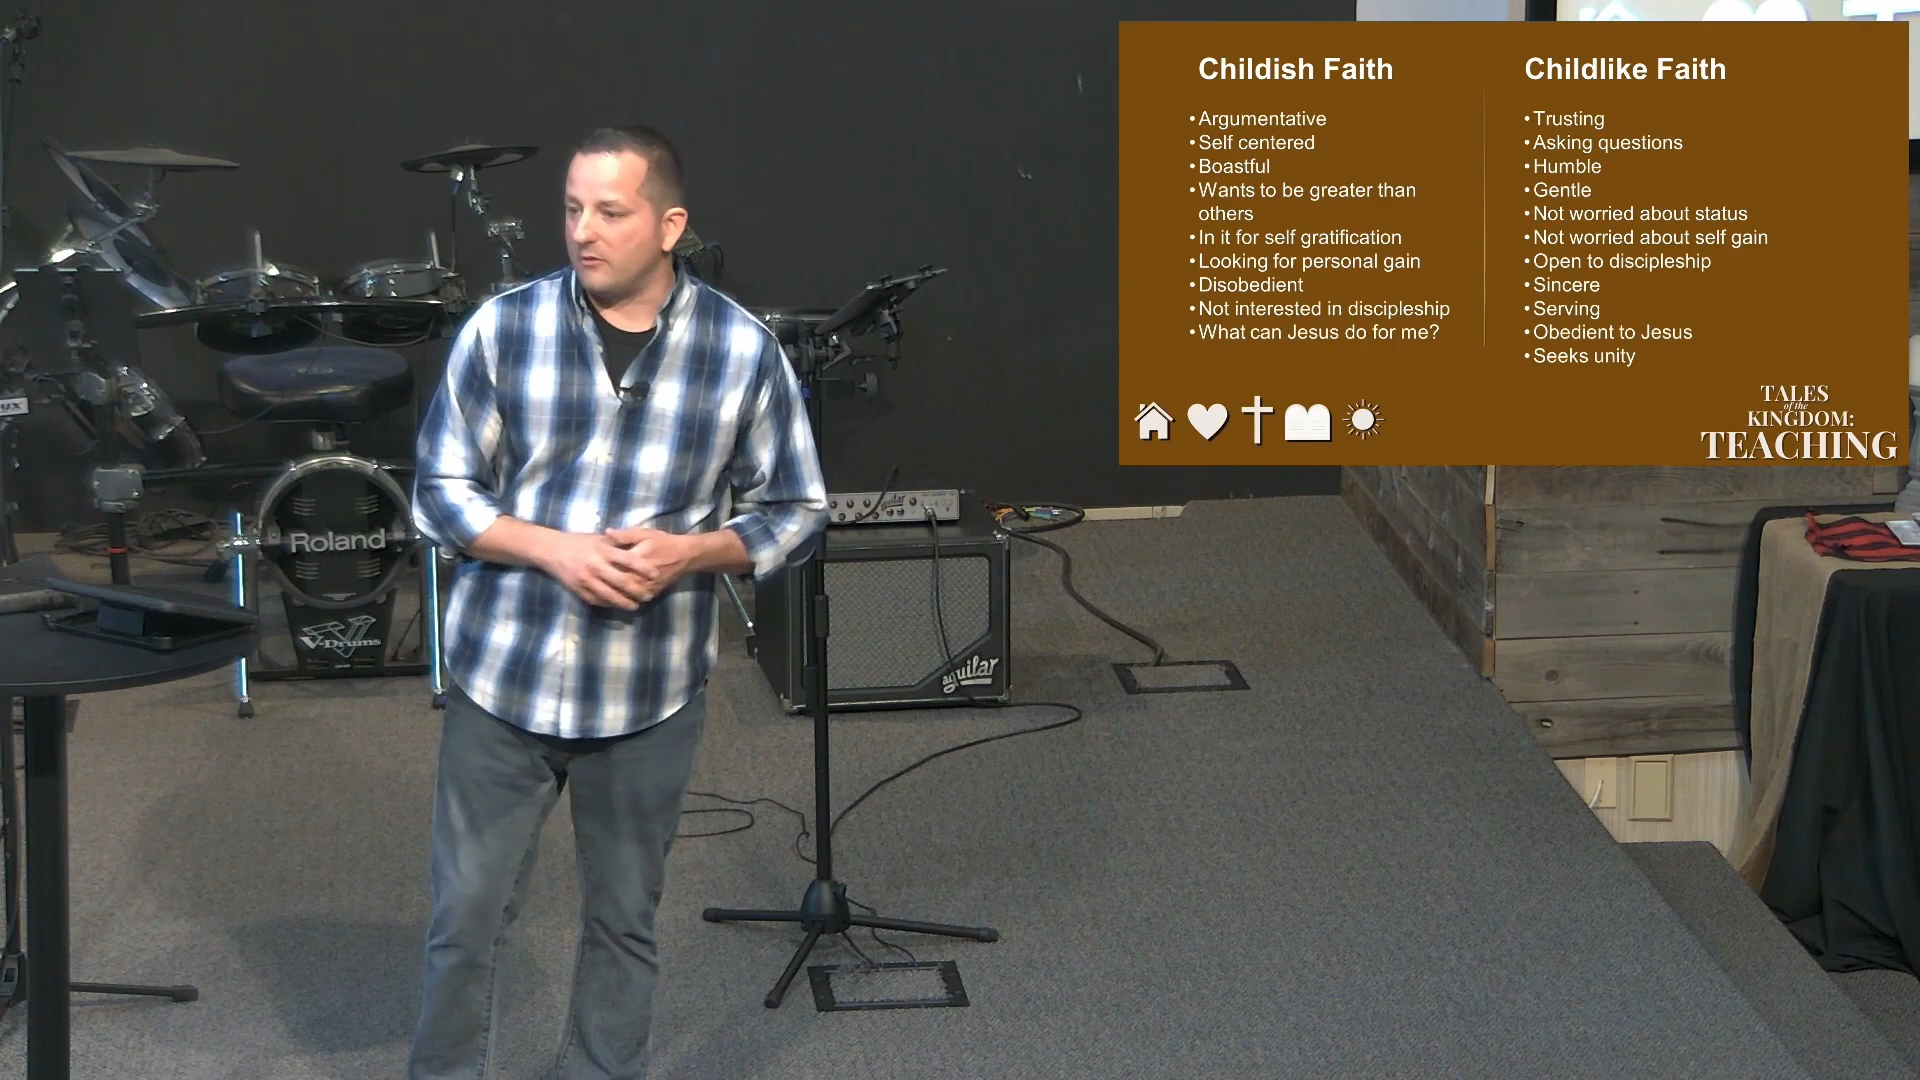 Childish Faith
•Argumentative
•Self centered
•Boastful
•Wants to be greater than
others
•In it for self gratification
•Looking for personal gain
•Disobedient
•Not interested in discipleship
•What can Jesus do for me?
Childlike Faith
•Trusting
•Asking questions
•Humble
•Gentle
•Not worried about status
•Not worried about self gain
•Open to discipleship
•Sincere
•Serving
•Obedient to Jesus
•Seeks unity
TALES
of the
KINGDOM:
TEACHING
Roland
V-Drums
aguilar
aguilar